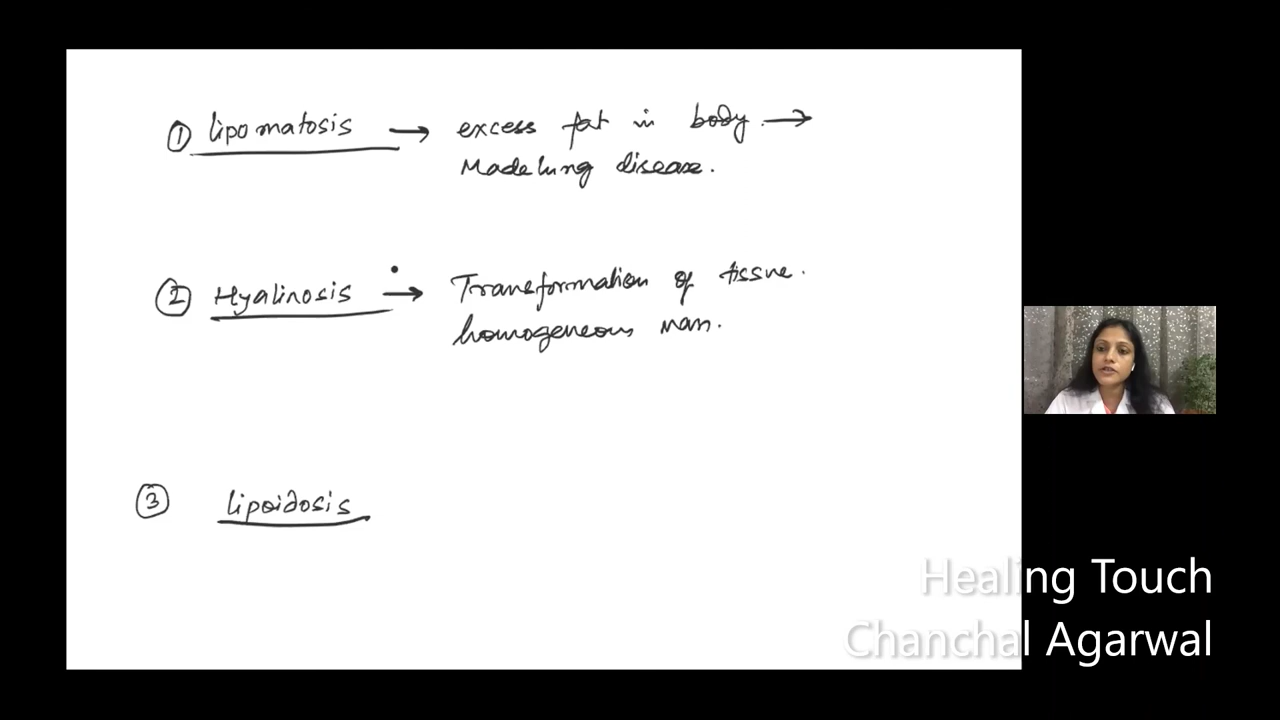 ① lipomatosis → excess fat in body. →
Madelung disease.
② Hyalinosis → Transformation of tissue.
homogeneous mass.
③ lipoidosis
Healing Touch
Chanchal Agarwal